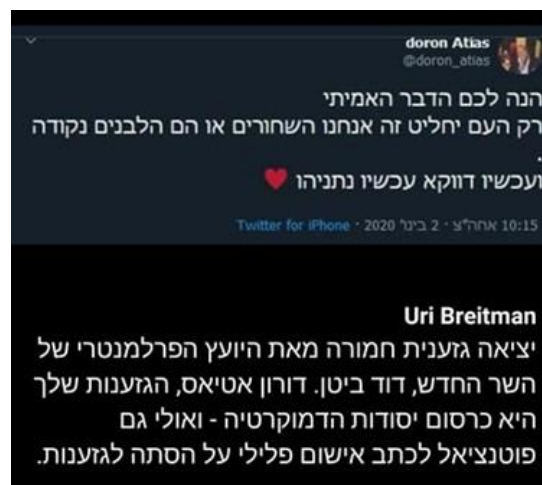 doron Atias
@doron_atias
הנה לכם הדבר האמיתי
רק העם יחליט זה אנחנו השחורים או הם הלבנים נקודה
.
ועכשיו דווקא עכשיו נתניהו ♥
10:15 אחה"צ · 2 בינו' 2020 · Twitter for iPhone
Uri Breitman
יציאה גזענית חמורה מאת היועץ הפרלמנטרי של
השר החדש, דוד ביטן. דורון אטיאס, הגזענות שלך
היא כרסום יסודות הדמוקרטיה - ואולי גם
פוטנציאל לכתב אישום פלילי על הסתה לגזענות.